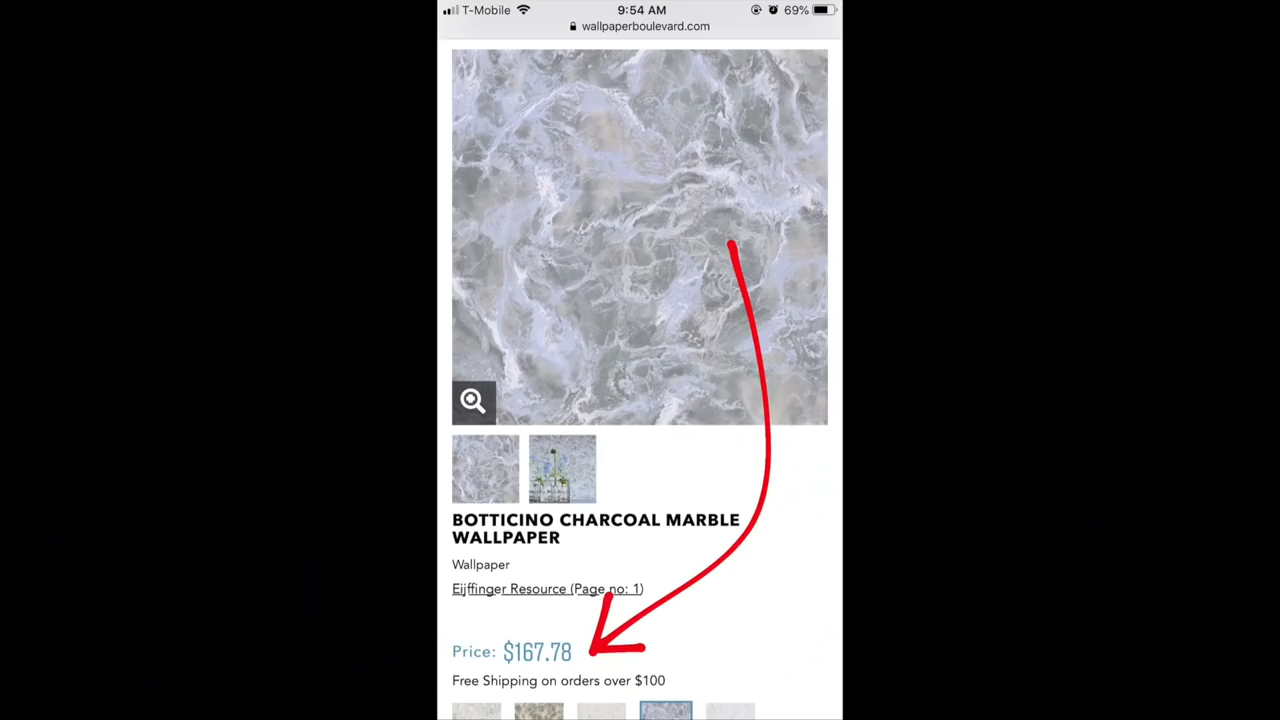 T-Mobile 9:54 AM 69%
wallpaperboulevard.com
BOTTICINO CHARCOAL MARBLE
WALLPAPER
Wallpaper
Eijffinger Resource (Page no: 1)
Price: $167.78
Free Shipping on orders over $100